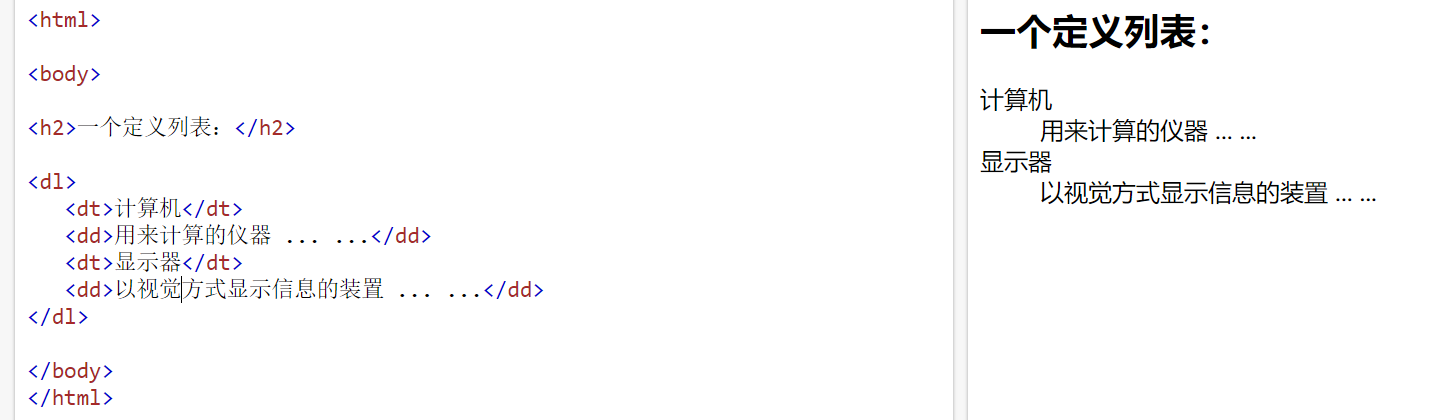 <html>
<body>
<h2>一个定义列表：</h2>
<dl>
<dt>计算机</dt>
<dd>用来计算的仪器 ... ...</dd>
<dt>显示器</dt>
<dd>以视觉方式显示信息的装置 ... ...</dd>
</dl>
</body>
</html>
一个定义列表：
计算机
用来计算的仪器 ... ...
显示器
以视觉方式显示信息的装置 ... ...